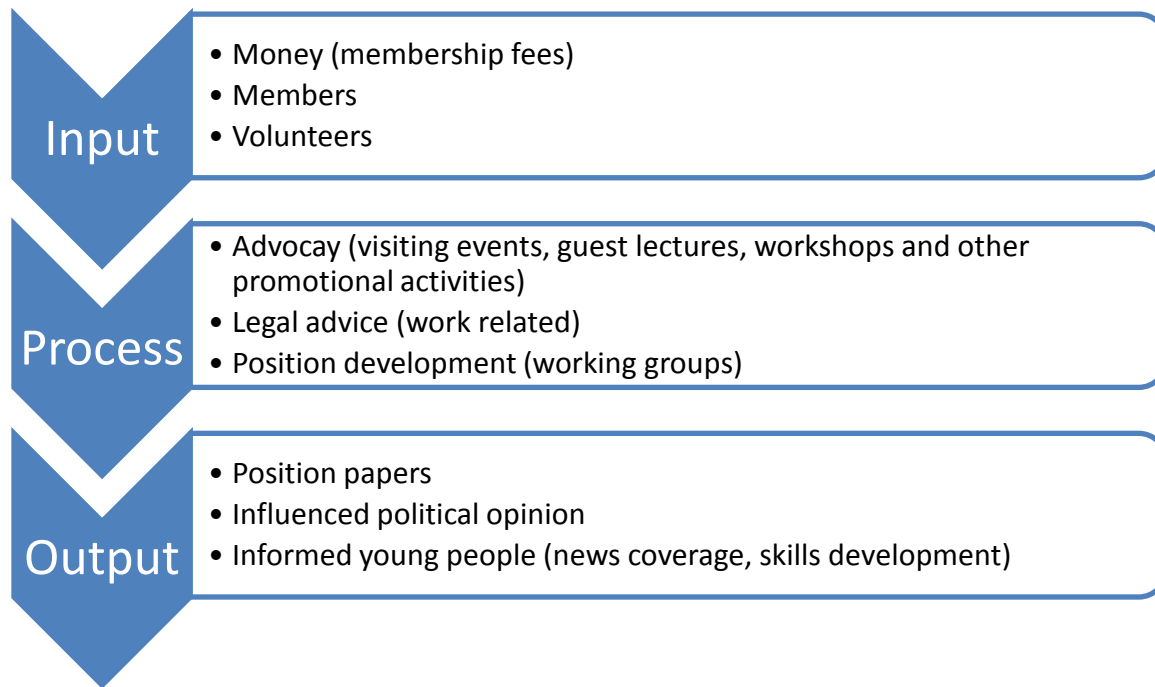 Input
• Money (membership fees)
• Members
• Volunteers
Process
• Advocay (visiting events, guest lectures, workshops and other
promotional activities)
• Legal advice (work related)
• Position development (working groups)
Output
• Position papers
• Influenced political opinion
• Informed young people (news coverage, skills development)